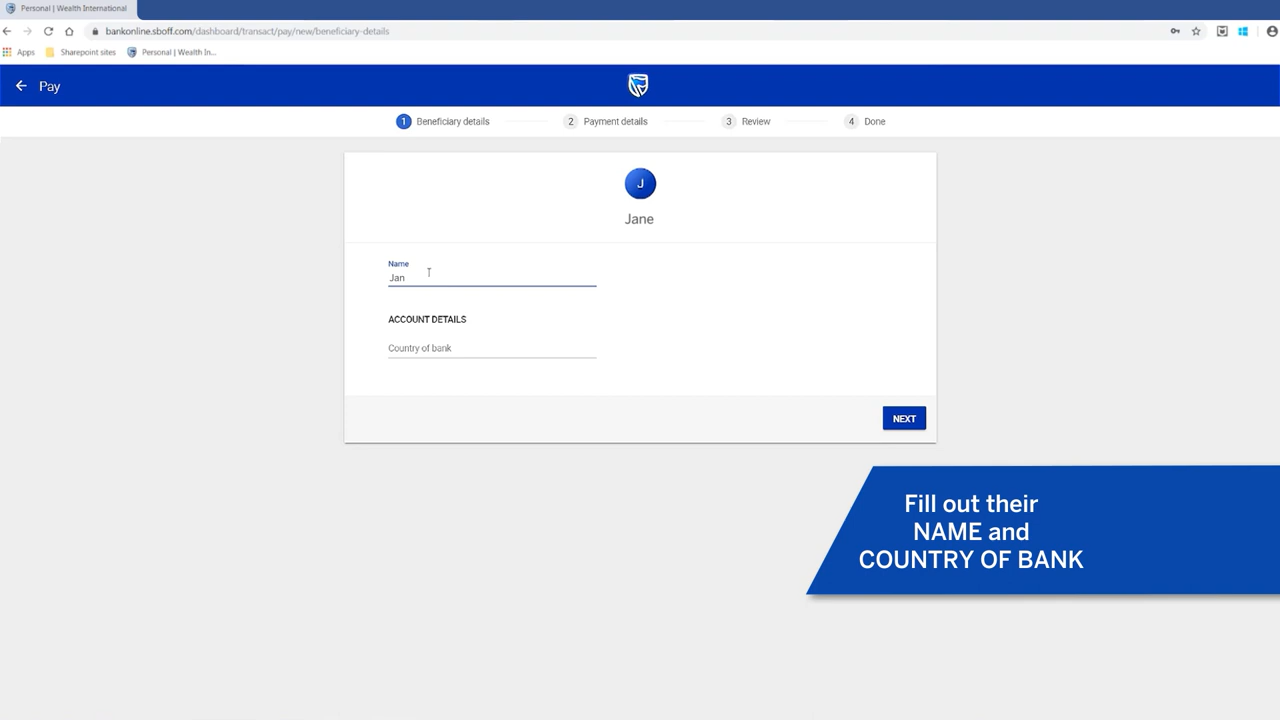 Personal | Wealth International
bankonline.sboff.com/dashboard/transact/pay/new/beneficiary-details
Apps Sharepoint sites Personal | Wealth In...
Pay
1 Beneficiary details 2 Payment details 3 Review 4 Done
J
Jane
Name
Jan
ACCOUNT DETAILS
Country of bank
NEXT
Fill out their
NAME and
COUNTRY OF BANK